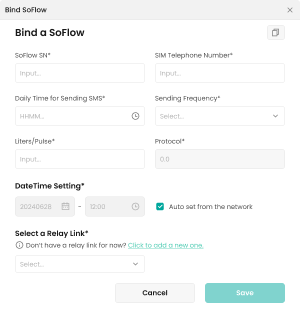 Bind SoFlow
Bind a SoFlow
SoFlow SN*
SIM Telephone Number*
Input...
Input...
Daily Time for Sending SMS*
Sending Frequency*
HHMM...
Select...
Liters/Pulse*
Protocol*
Input...
0.9
DateTime Setting*
20240628 - 12:00
Auto set from the network
Select a Relay Link*
Don't have a relay link for now? Click to add a new one.
Select...
Cancel
Save